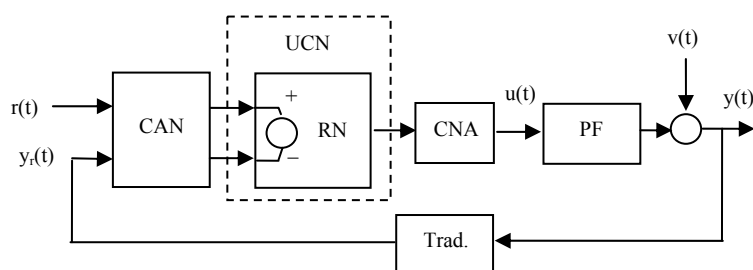 UCN
v(t)
r(t)
CAN
+
RN
CNA
u(t)
PF
y(t)
y_r(t)
−
Trad.